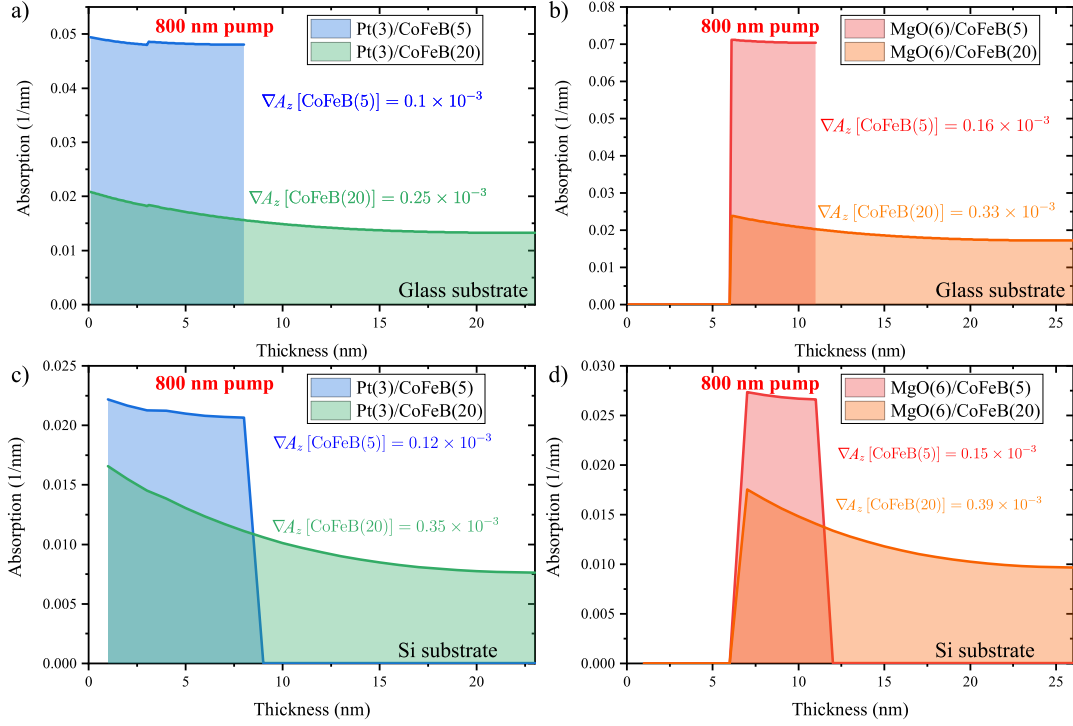 a)
800 nm pump
Pt(3)/CoFeB(5)
Pt(3)/CoFeB(20)
∇A_z [CoFeB(5)] = 0.1 × 10⁻³
∇A_z [CoFeB(20)] = 0.25 × 10⁻³
Glass substrate
Absorption (1/nm)
0.05
0.04
0.03
0.02
0.01
0.00
0 5 10 15 20
Thickness (nm)
b)
800 nm pump
MgO(6)/CoFeB(5)
MgO(6)/CoFeB(20)
∇A_z [CoFeB(5)] = 0.16 × 10⁻³
∇A_z [CoFeB(20)] = 0.33 × 10⁻³
Glass substrate
Absorption (1/nm)
0.08
0.07
0.06
0.05
0.04
0.03
0.02
0.01
0.00
0 5 10 15 20 25
Thickness (nm)
c)
800 nm pump
Pt(3)/CoFeB(5)
Pt(3)/CoFeB(20)
∇A_z [CoFeB(5)] = 0.12 × 10⁻³
∇A_z [CoFeB(20)] = 0.35 × 10⁻³
Si substrate
Absorption (1/nm)
0.025
0.020
0.015
0.010
0.005
0.000
0 5 10 15 20
Thickness (nm)
d)
800 nm pump
MgO(6)/CoFeB(5)
MgO(6)/CoFeB(20)
∇A_z [CoFeB(5)] = 0.15 × 10⁻³
∇A_z [CoFeB(20)] = 0.39 × 10⁻³
Si substrate
Absorption (1/nm)
0.030
0.025
0.020
0.015
0.010
0.005
0.000
0 5 10 15 20 25
Thickness (nm)